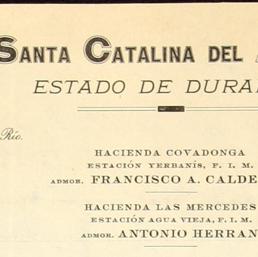 SANTA CATALINA DEL
ESTADO DE DURA
Río.
HACIENDA COVADONGA
ESTACIÓN YERBANÍS, F. I. M.
ADMOR. FRANCISCO A. CALDE
HACIENDA LAS MERCEDES
ESTACIÓN AGUA VIEJA, F. I. M.
ADMOR. ANTONIO HERRAN